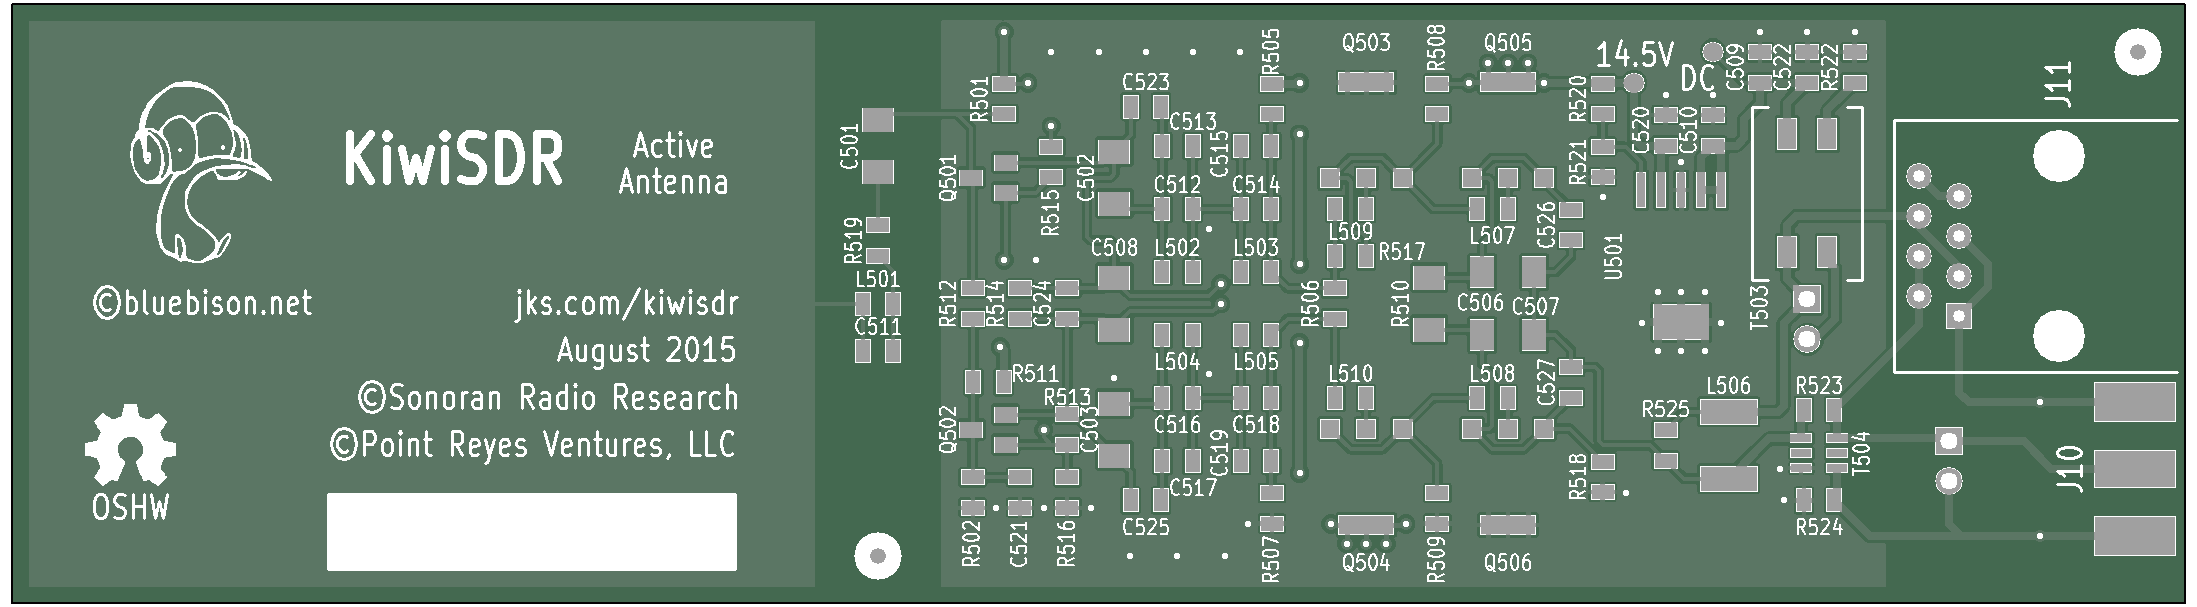 KiwiSDR
Active
Antenna
©bluebison.net
jks.com/kiwisdr
August 2015
©Sonoran Radio Research
©Point Reyes Ventures, LLC
OSHW
C501
R519
L501
C511
R501
Q501
R515
C502
C523
C513
C515
C512
C514
C508
L502
L503
R512
R514
C524
L504
L505
R511
R513
Q502
C503
C516
C518
C519
C517
C525
R502
C521
R516
R505
Q503
R508
Q505
L509
R517
L507
C526
R506
R510
C506
C507
L510
L508
C527
R507
Q504
R509
Q506
14.5V
DC
C509
C522
R522
R520
C520
C510
R521
U501
T503
L506
R525
R518
R523
T504
R524
J11
J10